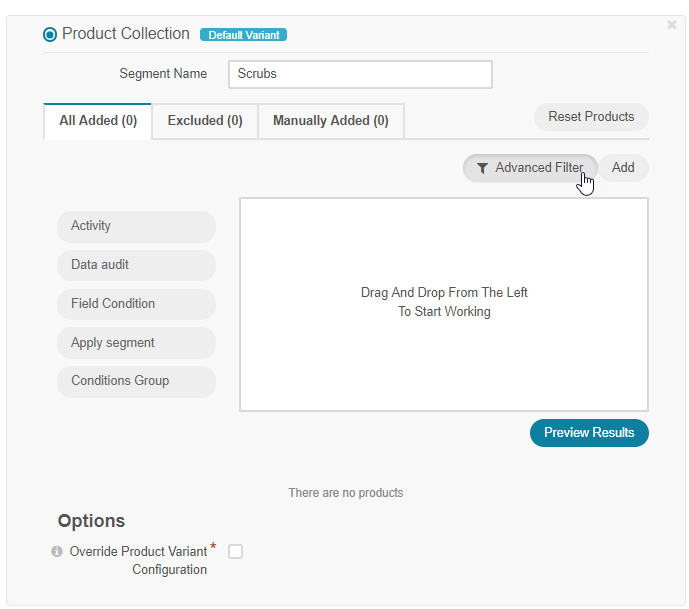 Product Collection Default Variant
Segment Name Scrubs
All Added (0) Excluded (0) Manually Added (0) Reset Products
Advanced Filter Add
Activity
Data audit
Field Condition
Apply segment
Conditions Group
Drag And Drop From The Left
To Start Working
Preview Results
There are no products
Options
Override Product Variant *
Configuration